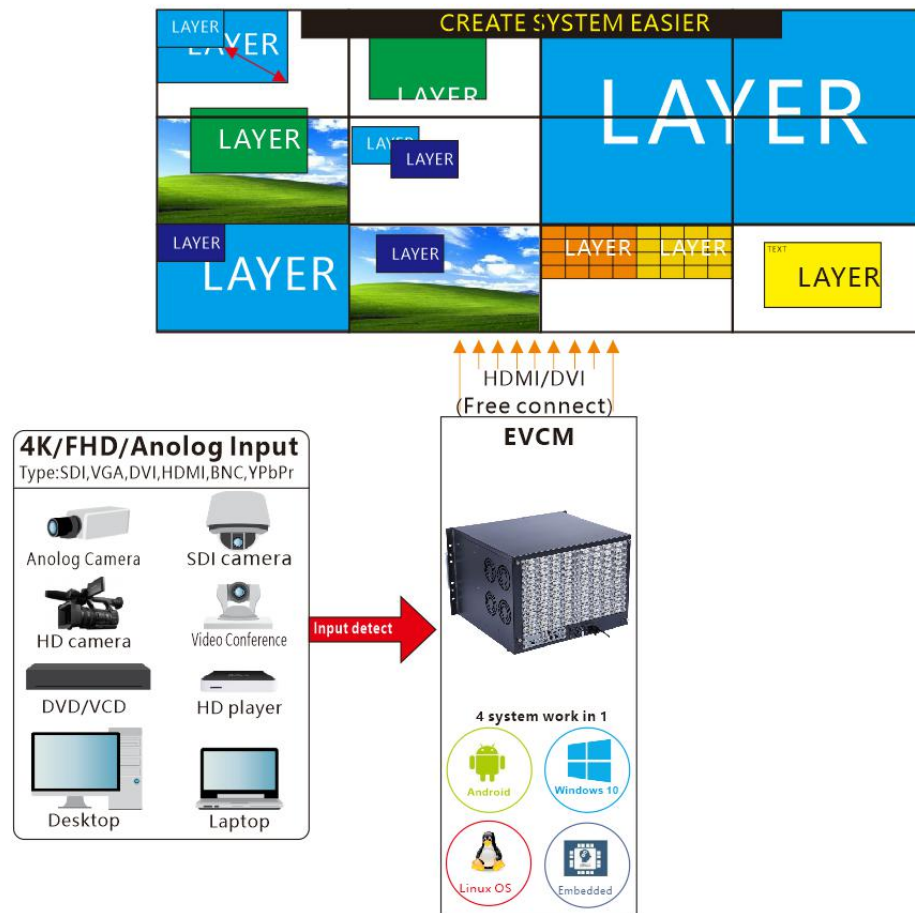 CREATE SYSTEM EASIER
LAYER
LAYER
LAYER
LAYER
LAYER
LAYER
LAYER
LAYER
LAYER
LAYER
LAYER
LAYER
TEXT
LAYER
HDMI/DVI
(Free connect)
EVCM
4K/FHD/Anolog Input
Type:SDI,VGA,DVI,HDMI,BNC,YPbPr
Anolog Camera
SDI camera
HD camera
Video Conference
DVD/VCD
HD player
Desktop
Laptop
Input detect
4 system work in 1
Android
Windows 10
Linux OS
Embedded